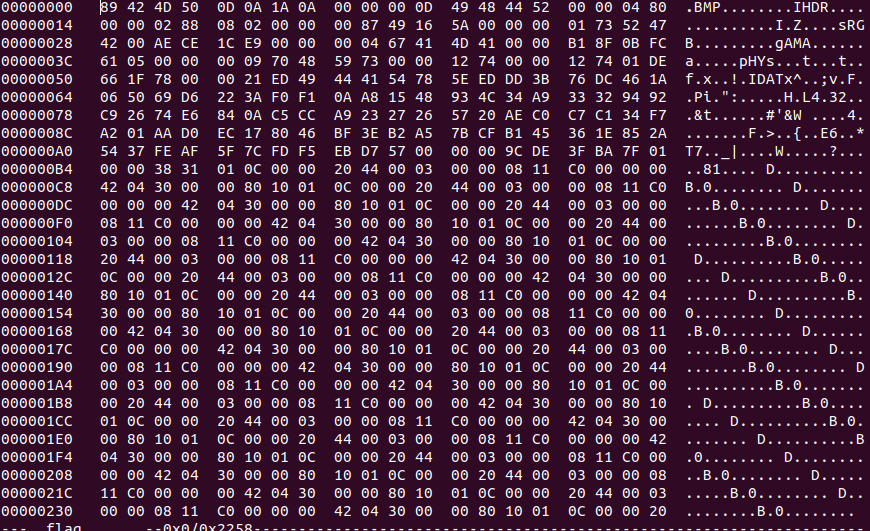 00000000 89 42 4D 50 0D 0A 1A 0A 00 00 00 0D 49 48 44 52 00 00 04 80 .BMP........IHDR....
00000014 00 00 02 88 08 02 00 00 00 87 49 16 5A 00 00 01 73 52 47 ..........I.Z...sRG
00000028 42 00 AE CE 1C E9 00 00 00 04 67 41 4D 41 00 00 B1 8F 0B FC B.........gAMA......
0000003C 61 05 00 00 00 09 70 48 59 73 00 00 12 74 00 00 12 74 01 DE a.....pHYs...t...t..
00000050 66 1F 78 00 00 21 ED 49 44 41 54 78 5E ED DD 3B 76 DC 46 1A f.x..!.IDATx^..;v.F.
00000064 06 50 69 D6 22 3A F0 F1 0A A8 15 48 93 4C 34 A9 33 32 94 92 .Pi.":.....H.L4.32..
00000078 C9 26 74 E6 84 0A C5 CC A9 23 27 26 57 20 AE C0 C7 C1 34 F7 .&t......#'&W ....4.
0000008C A2 01 AA D0 EC 17 80 46 BF 3E B2 A5 7B CF B1 45 36 1E 85 2A .......F.>..{..E6..*
000000A0 54 37 FE AF 5F 7C FD F5 EB D7 57 00 00 00 9C DE 3F BA 7F 01 T7.._|....W.....?...
000000B4 00 00 38 31 01 0C 00 00 20 44 00 03 00 00 08 11 C0 00 00 00 ..81.... D..........
000000C8 42 04 30 00 00 80 10 01 0C 00 00 20 44 00 03 00 00 08 11 C0 B.0........ D.......
000000DC 00 00 00 42 04 30 00 00 80 10 01 0C 00 00 20 44 00 03 00 00 ...B.0........ D....
000000F0 08 11 C0 00 00 00 42 04 30 00 00 80 10 01 0C 00 00 20 44 00 ......B.0........ D.
00000104 03 00 00 08 11 C0 00 00 00 42 04 30 00 00 80 10 01 0C 00 00 .........B.0........
00000118 20 44 00 03 00 00 08 11 C0 00 00 00 42 04 30 00 00 80 10 01 D..........B.0.....
0000012C 0C 00 00 20 44 00 03 00 00 08 11 C0 00 00 00 42 04 30 00 00 ... D..........B.0..
00000140 80 10 01 0C 00 00 20 44 00 03 00 00 08 11 C0 00 00 00 42 04 ...... D..........B.
00000154 30 00 00 80 10 01 0C 00 00 20 44 00 03 00 00 08 11 C0 00 00 0........ D.........
00000168 00 42 04 30 00 00 80 10 01 0C 00 00 20 44 00 03 00 00 08 11 .B.0........ D......
0000017C C0 00 00 00 42 04 30 00 00 80 10 01 0C 00 00 20 44 00 03 00 ....B.0........ D...
00000190 00 08 11 C0 00 00 00 42 04 30 00 00 80 10 01 0C 00 00 20 44 .......B.0........ D
000001A4 00 03 00 00 08 11 C0 00 00 00 42 04 30 00 00 80 10 01 0C 00 ..........B.0.......
000001B8 00 20 44 00 03 00 00 08 11 C0 00 00 00 42 04 30 00 00 80 10 . D..........B.0....
000001CC 01 0C 00 00 20 44 00 03 00 00 08 11 C0 00 00 00 42 04 30 00 .... D..........B.0.
000001E0 00 80 10 01 0C 00 00 20 44 00 03 00 00 08 11 C0 00 00 00 42 ....... D..........B
000001F4 04 30 00 00 80 10 01 0C 00 00 20 44 00 03 00 00 08 11 C0 00 .0........ D........
00000208 00 00 42 04 30 00 00 80 10 01 0C 00 00 20 44 00 03 00 00 08 ..B.0........ D.....
0000021C 11 C0 00 00 00 42 04 30 00 00 80 10 01 0C 00 00 20 44 00 03 .....B.0........ D..
00000230 00 00 08 11 C0 00 00 00 42 04 30 00 00 80 10 01 0C 00 00 20 ........B.0........
--- flag --0x0/0x2258--